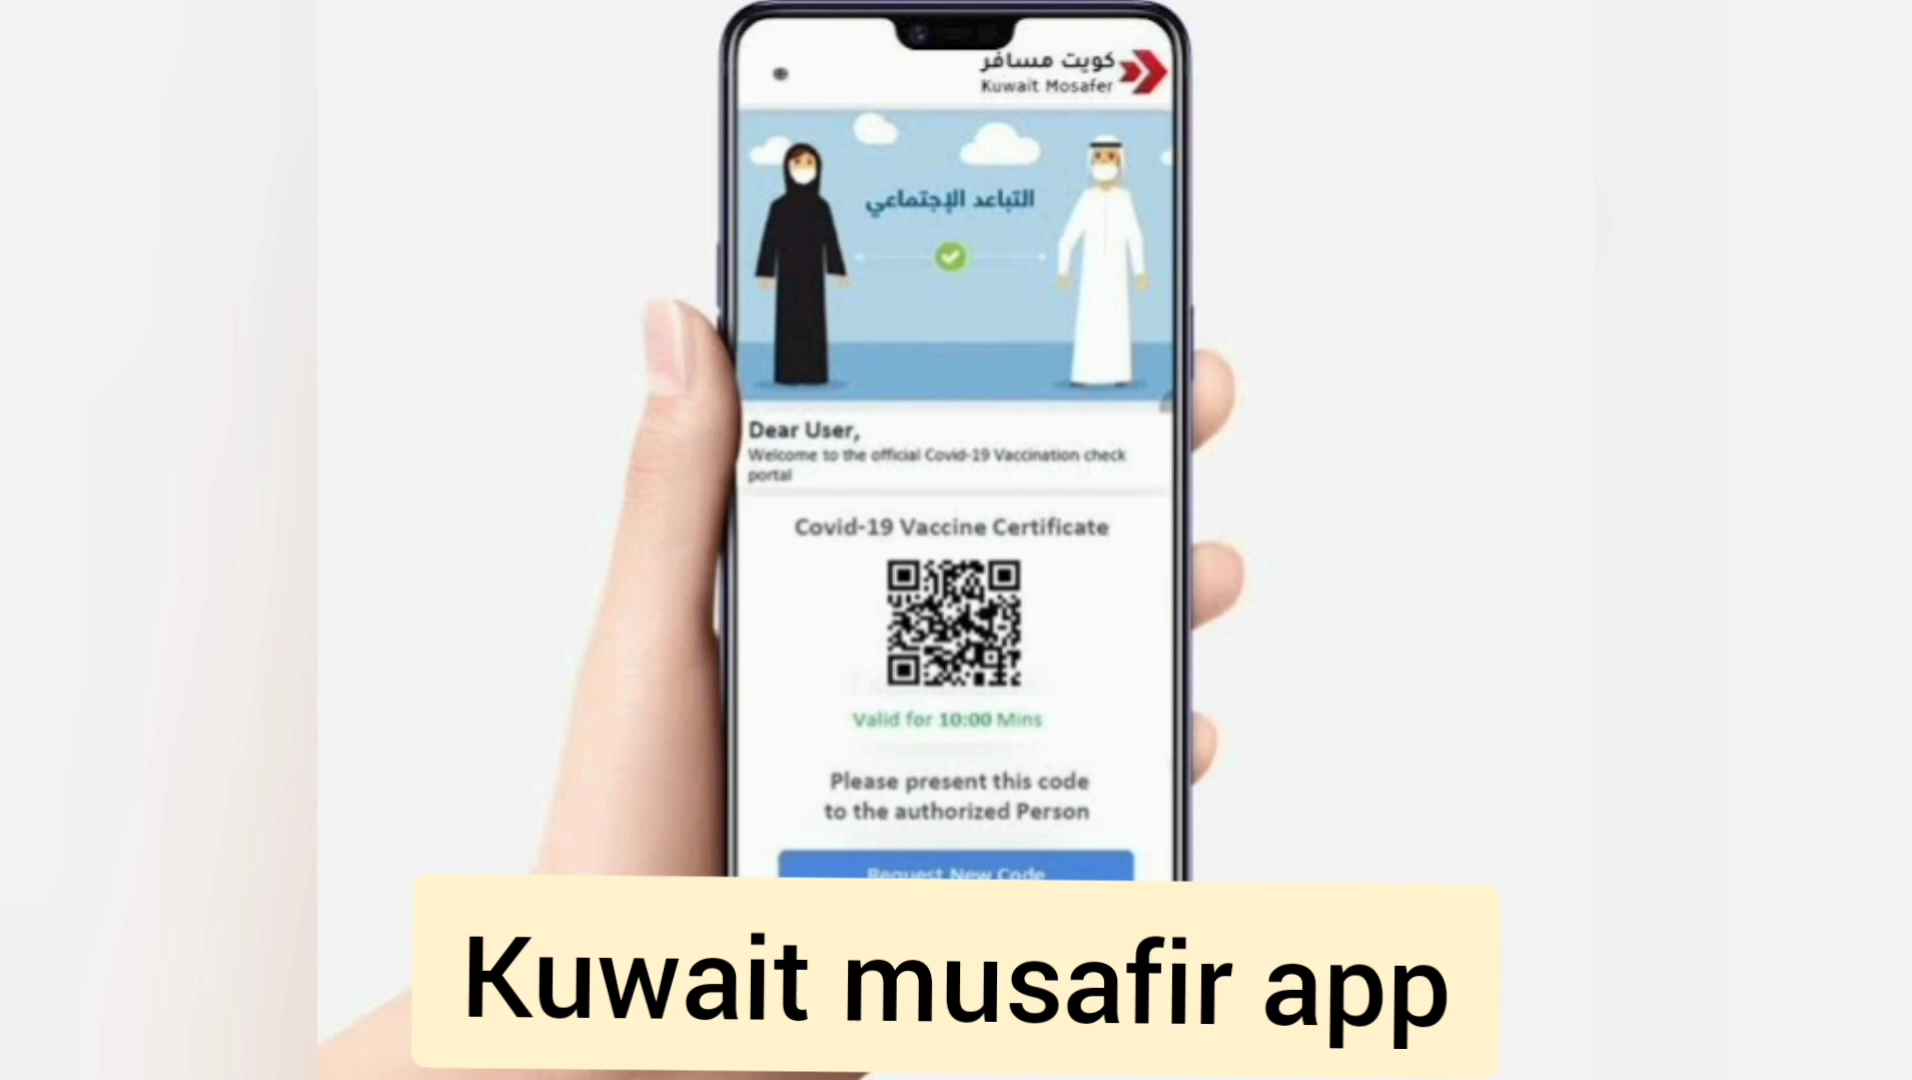 كويت مسافر
Kuwait Mosafer
التباعد الإجتماعي
Dear User,
Welcome to the official Covid-19 Vaccination check
portal
Covid-19 Vaccine Certificate
Valid for 10:00 Mins
Please present this code
to the authorized Person
Request New Code
Kuwait musafir app